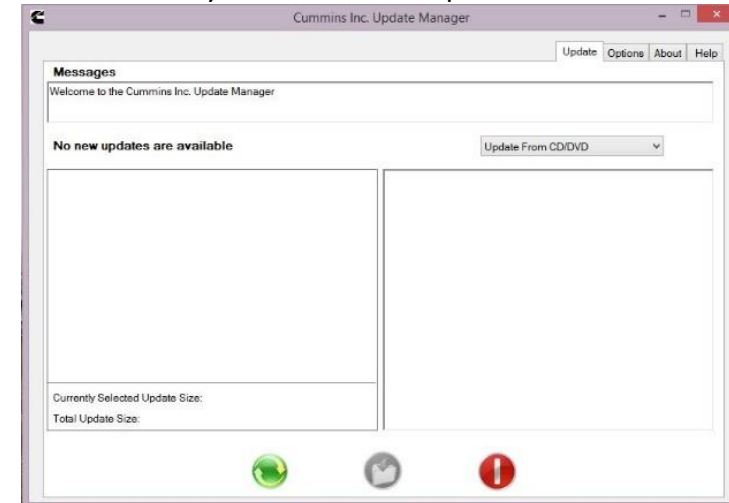 Cummins Inc. Update Manager
Update Options About Help
Messages
Welcome to the Cummins Inc. Update Manager
No new updates are available
Update From CD/DVD
Currently Selected Update Size:
Total Update Size: